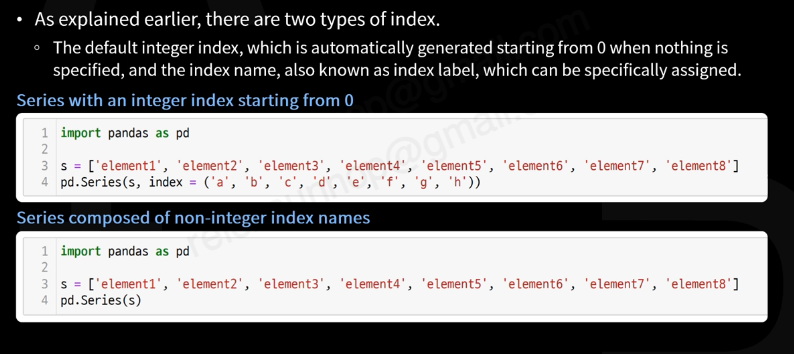 • As explained earlier, there are two types of index.
◦ The default integer index, which is automatically generated starting from 0 when nothing is
specified, and the index name, also known as index label, which can be specifically assigned.
Series with an integer index starting from 0
1 import pandas as pd
2
3 s = ['element1', 'element2', 'element3', 'element4', 'element5', 'element6', 'element7', 'element8']
4 pd.Series(s, index = ('a', 'b', 'c', 'd', 'e', 'f', 'g', 'h'))
Series composed of non-integer index names
1 import pandas as pd
2
3 s = ['element1', 'element2', 'element3', 'element4', 'element5', 'element6', 'element7', 'element8']
4 pd.Series(s)